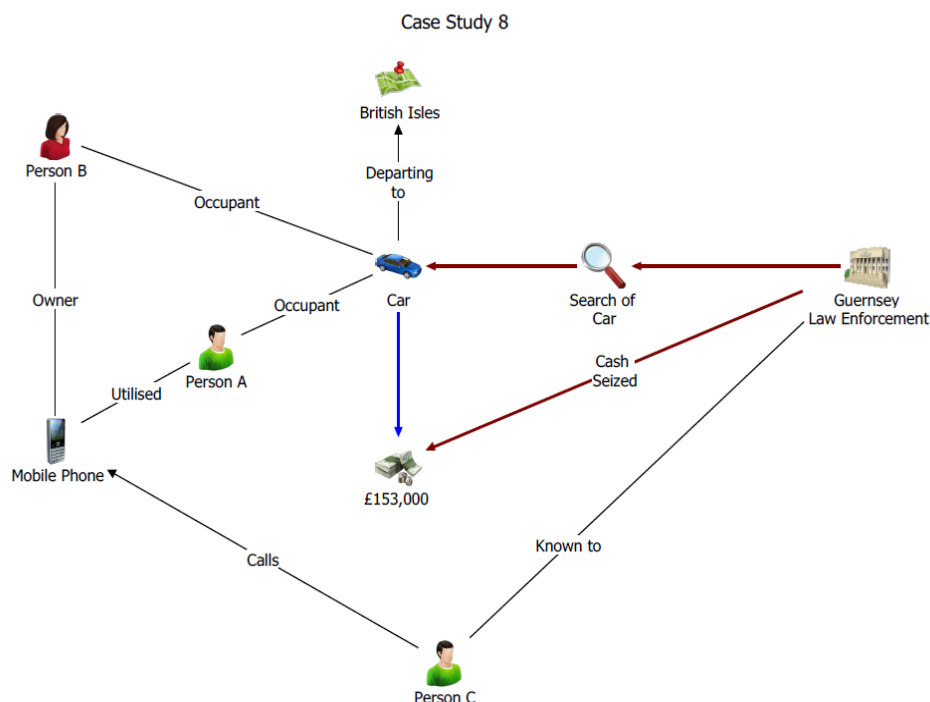 Case Study 8
British Isles
Person B
Departing
to
Occupant
Owner
Occupant
Car
Search of
Car
Guernsey
Law Enforcement
Person A
Utilised
Cash
Seized
Mobile Phone
£153,000
Known to
Calls
Person C